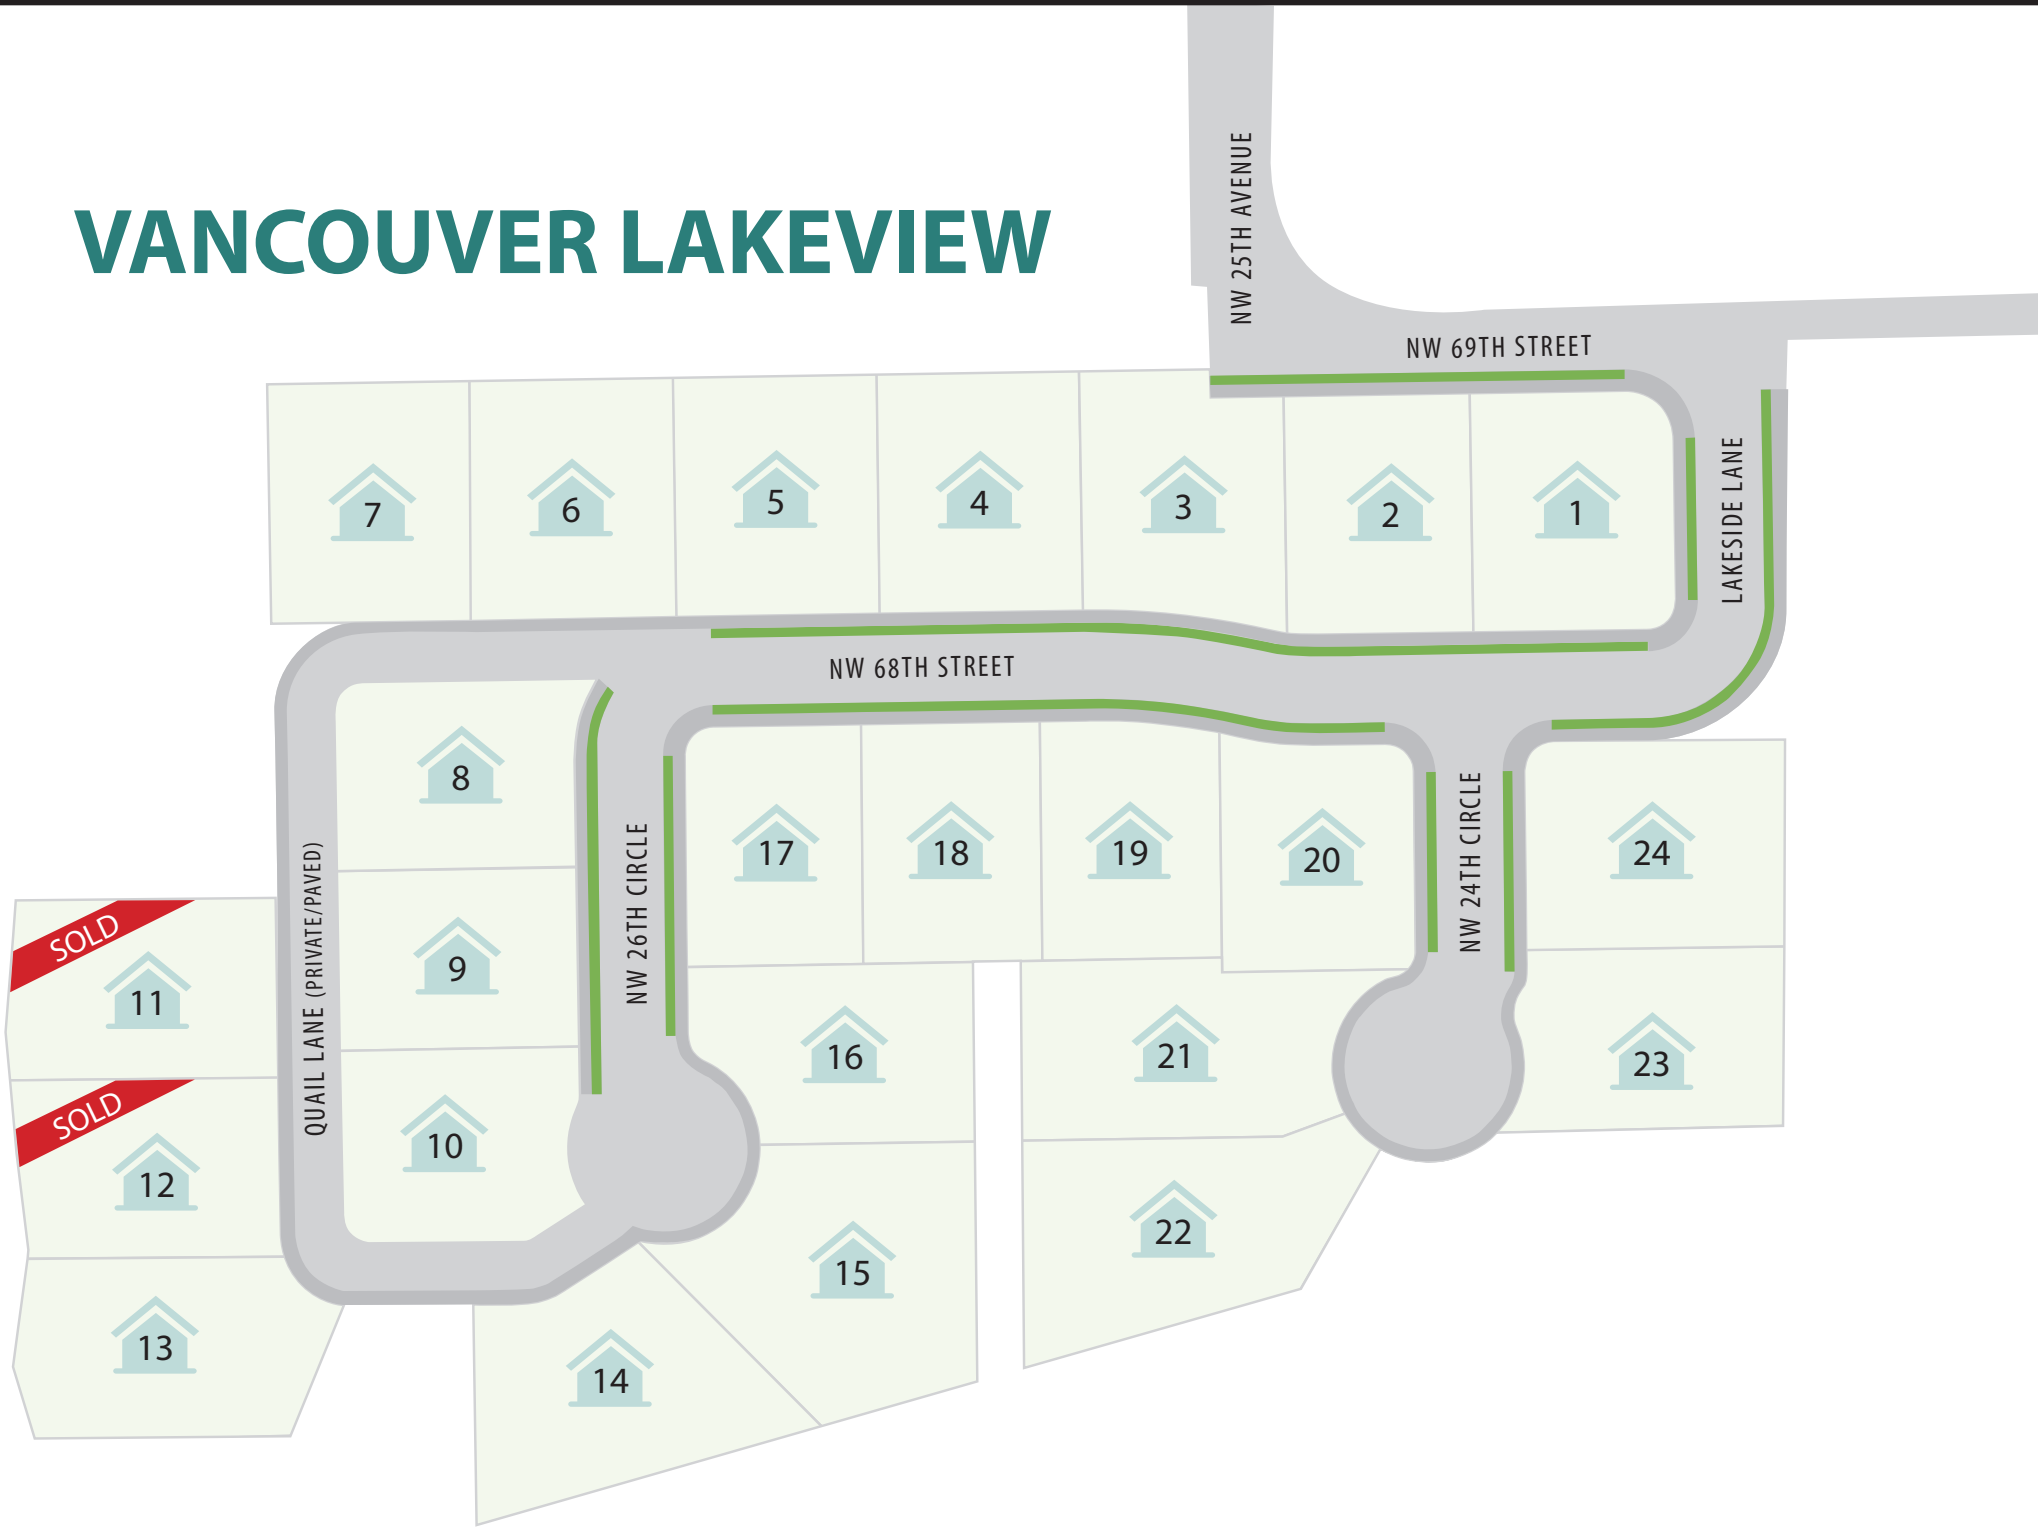 VANCOUVER LAKEVIEW
NW 25TH AVENUE
NW 69TH STREET
LAKESIDE LANE
7
6
5
4
3
2
1
NW 68TH STREET
8
9
10
QUAIL LANE (PRIVATE/PAVED)
NW 26TH CIRCLE
17
18
19
20
NW 24TH CIRCLE
24
SOLD
11
SOLD
12
13
16
21
23
15
22
14